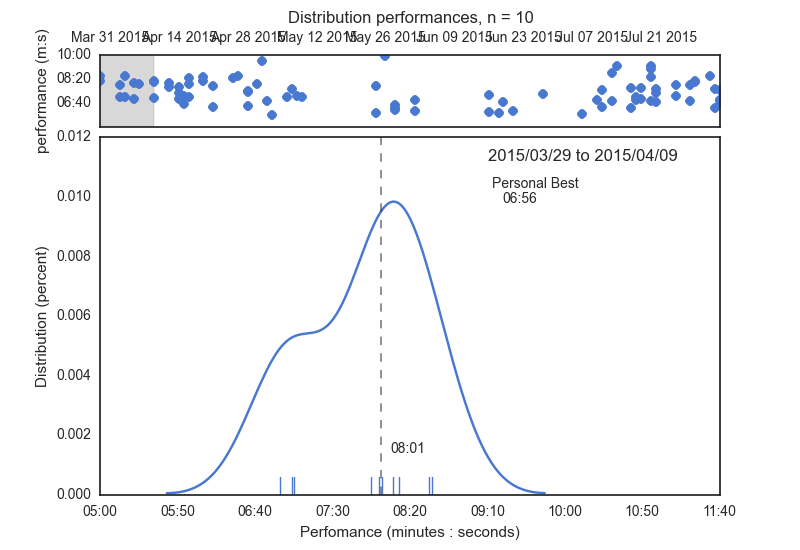 Distribution performances, n = 10
Mar 31 2015 Apr 14 2015 Apr 28 2015 May 12 2015 May 26 2015 Jun 09 2015 Jun 23 2015 Jul 07 2015 Jul 21 2015
performance (m:s)
10:00
08:20
06:40
0.012
0.010
0.008
0.006
0.004
0.002
0.000
Distribution (percent)
2015/03/29 to 2015/04/09
Personal Best
06:56
08:01
05:00 05:50 06:40 07:30 08:20 09:10 10:00 10:50 11:40
Perfomance (minutes : seconds)